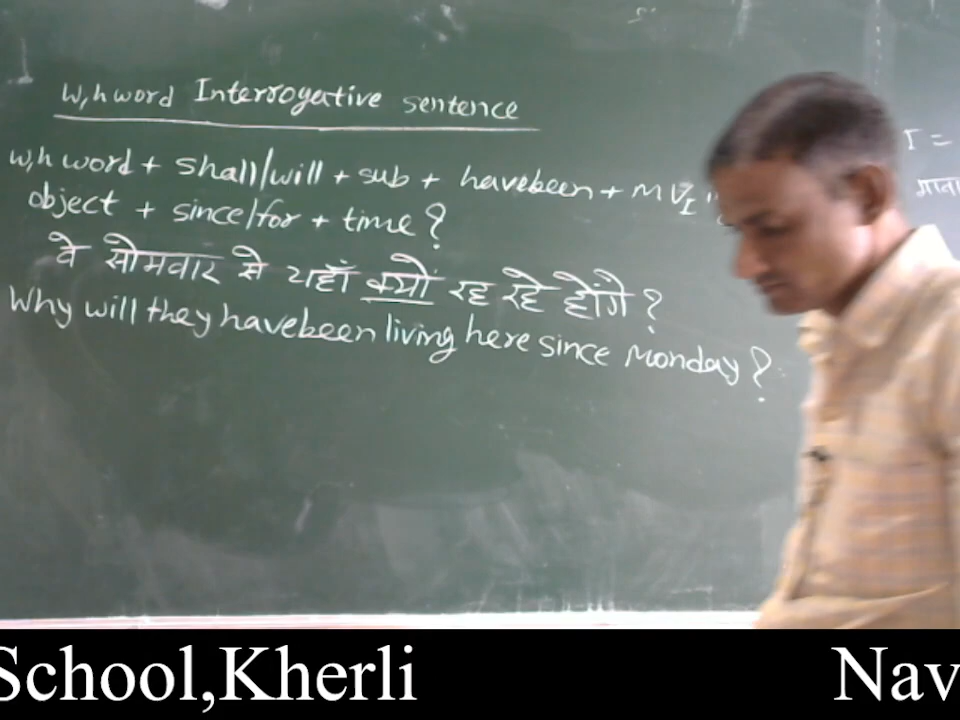 W,h word Interrogative sentence
w,h word + shall/will + sub + havebeen + M V I
I =
object + since/for + time?
वे सोमवार से यहाँ क्यों रह रहे होंगे?
Why will they havebeen living here since Monday?
School,Kherli
Nav